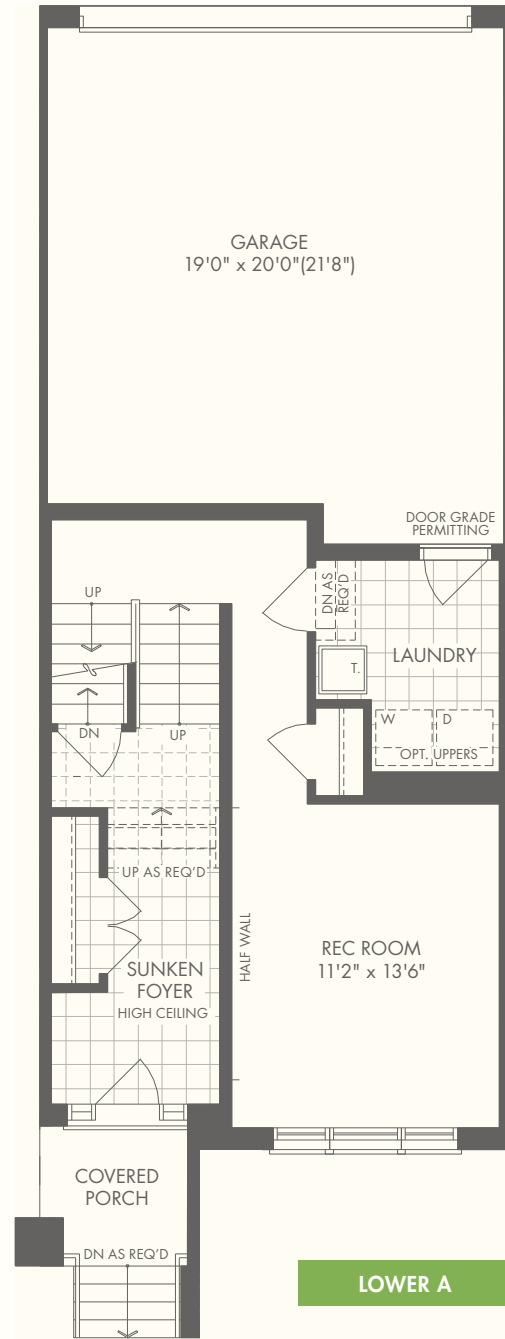 GARAGE
19'0" x 20'0"(21'8")
DOOR GRADE
PERMITTING
UP
DN AS
REQ'D
LAUNDRY
T.
DN
UP
W
D
OPT. UPPERS
UP AS REQ'D
HALF WALL
REC ROOM
11'2" x 13'6"
SUNKEN
FOYER
HIGH CEILING
COVERED
PORCH
DN AS REQ'D
LOWER A